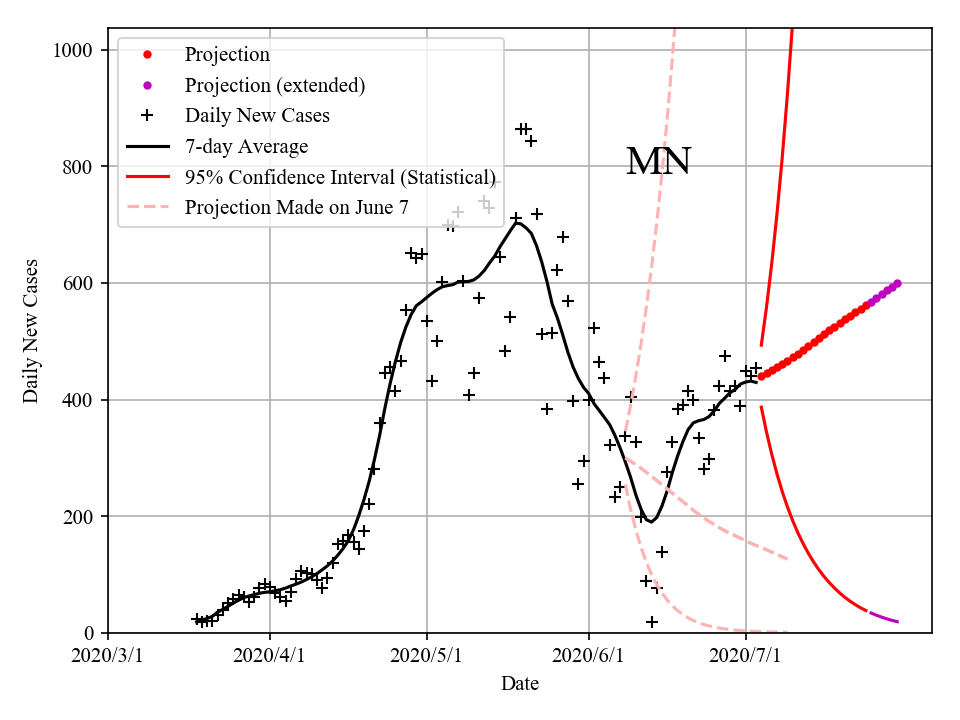 1000
800
600
400
200
0
Daily New Cases
Projection
Projection (extended)
Daily New Cases
7-day Average
95% Confidence Interval (Statistical)
Projection Made on June 7
MN
2020/3/1 2020/4/1 2020/5/1 2020/6/1 2020/7/1
Date